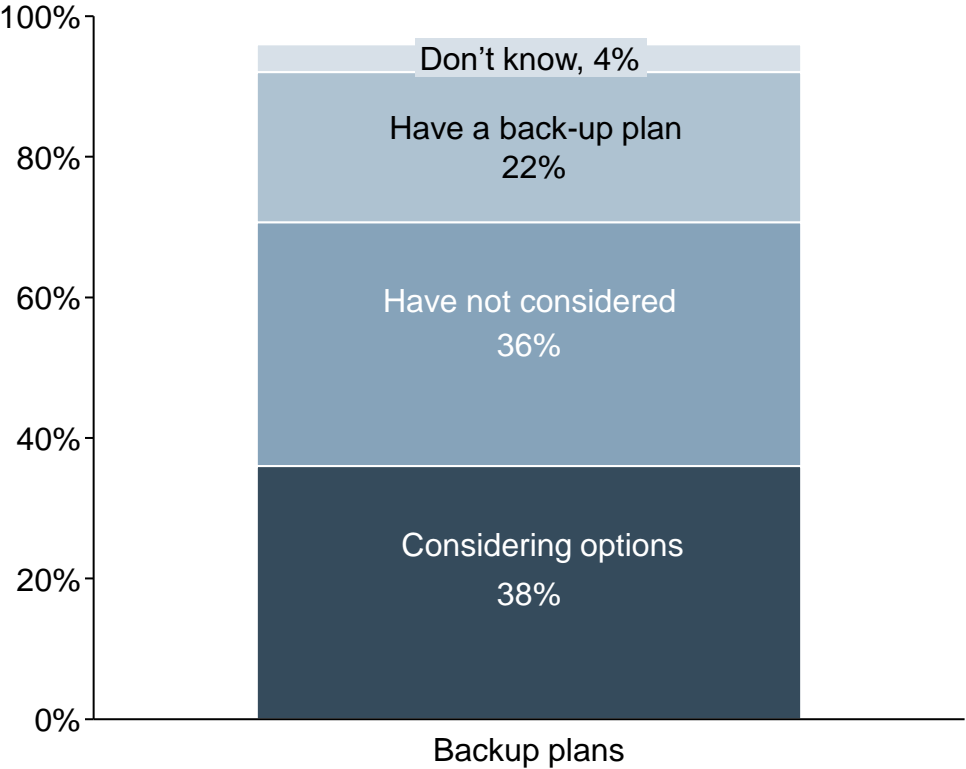 100%
Don’t know, 4%
Have a back-up plan
22%
80%
Have not considered
36%
60%
40%
Considering options
38%
20%
0%
Backup plans